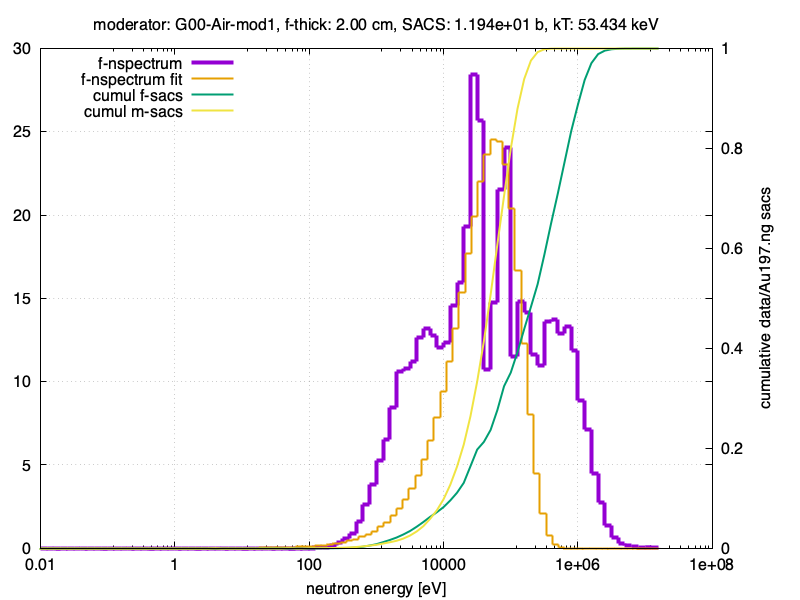 moderator: G00-Air-mod1, f-thick: 2.00 cm, SACS: 1.194e+01 b, kT: 53.434 keV
f-nspectrum
f-nspectrum fit
cumul f-sacs
cumul m-sacs
30
25
20
15
10
5
0
1
0.8
0.6
0.4
0.2
0
cumulative data/Au197.ng sacs
0.01 1 100 10000 1e+06 1e+08
neutron energy [eV]